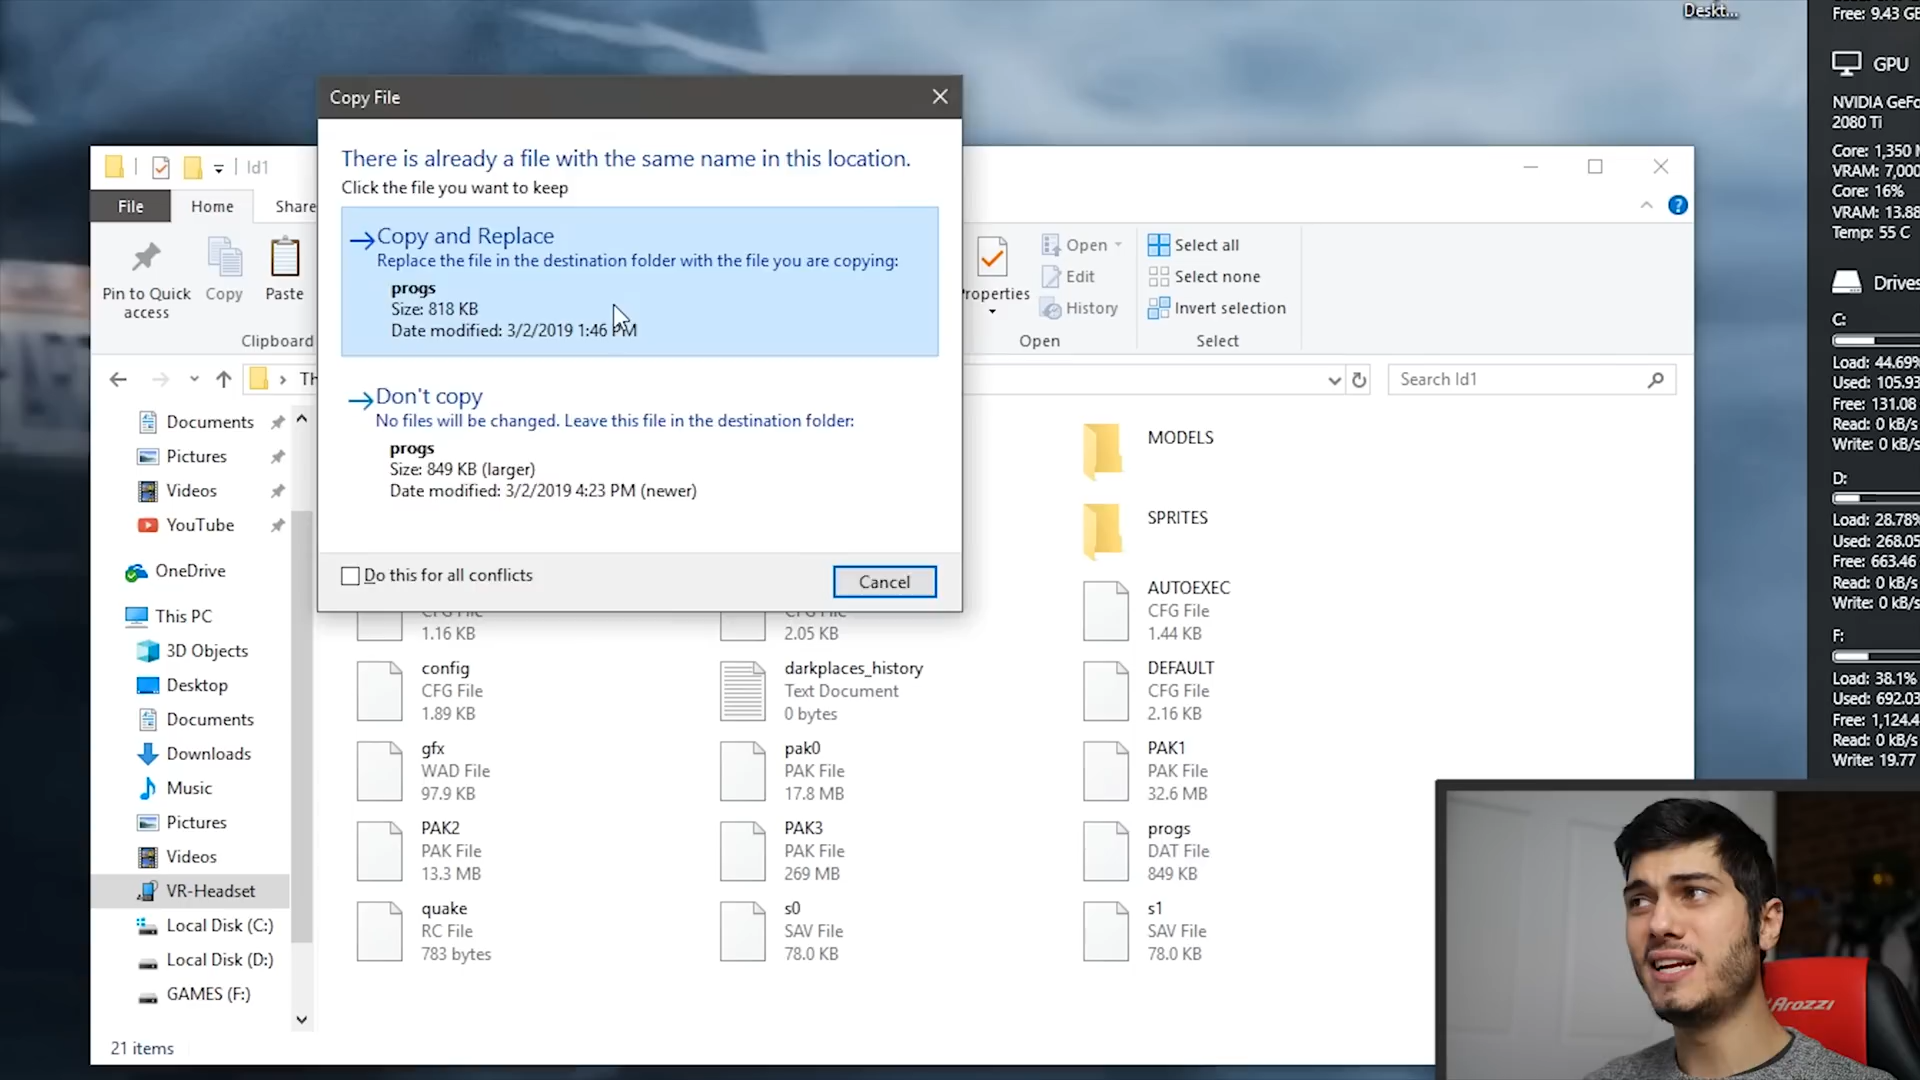 Deskt...
Copy File
There is already a file with the same name in this location.
Click the file you want to keep
Copy and Replace
Replace the file in the destination folder with the file you are copying:
progs
Size: 818 KB
Date modified: 3/2/2019 1:46 PM
Don't copy
No files will be changed. Leave this file in the destination folder:
progs
Size: 849 KB (larger)
Date modified: 3/2/2019 4:23 PM (newer)
Do this for all conflicts
Cancel
Id1
File
Home
Share
Pin to Quick
access
Copy
Paste
Clipboard
Properties
Open
Edit
History
Open
Select all
Select none
Invert selection
Select
Th
Search Id1
Documents
Pictures
Videos
YouTube
OneDrive
This PC
3D Objects
Desktop
Documents
Downloads
Music
Pictures
Videos
VR-Headset
Local Disk (C:)
Local Disk (D:)
GAMES (F:)
21 items
MODELS
SPRITES
CFG File
1.16 KB
CFG File
2.05 KB
AUTOEXEC
CFG File
1.44 KB
config
CFG File
1.89 KB
darkplaces_history
Text Document
0 bytes
DEFAULT
CFG File
2.16 KB
gfx
WAD File
97.9 KB
pak0
PAK File
17.8 MB
PAK1
PAK File
32.6 MB
PAK2
PAK File
13.3 MB
PAK3
PAK File
269 MB
progs
DAT File
849 KB
quake
RC File
783 bytes
s0
SAV File
78.0 KB
s1
SAV File
78.0 KB
Free: 9.43 GB
GPU
NVIDIA GeFo
2080 Ti
Core: 1,350 M
VRAM: 7,000
Core: 16%
VRAM: 13.88
Temp: 55 C
Drives
C:
Load: 44.69%
Used: 105.93
Free: 131.08
Read: 0 kB/s
Write: 0 kB/s
D:
Load: 28.78%
Used: 268.05
Free: 663.46
Read: 0 kB/s
Write: 0 kB/s
F:
Load: 38.1%
Used: 692.03
Free: 1,124.4
Read: 0 kB/s
Write: 19.77
Arozzi